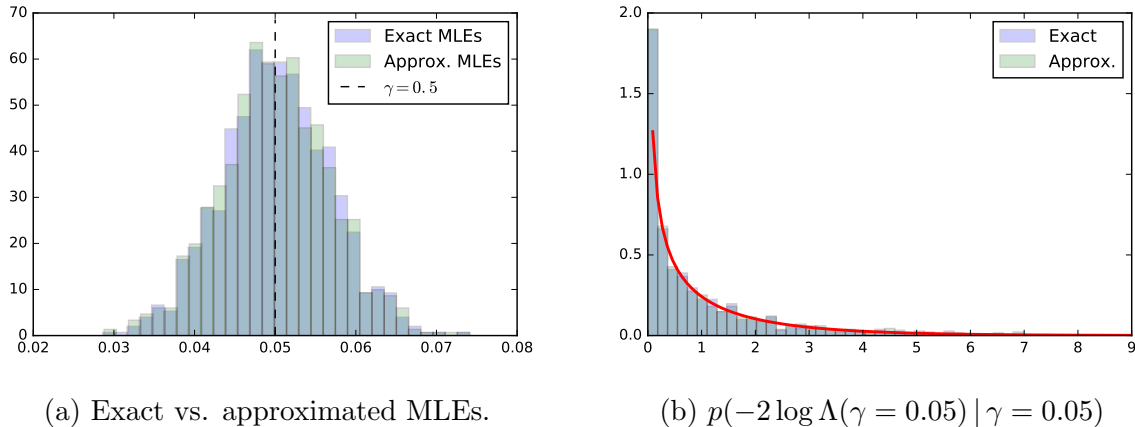 70
60
50
40
30
20
10
0
0.02 0.03 0.04 0.05 0.06 0.07 0.08
Exact MLEs
Approx. MLEs
γ = 0.5
(a) Exact vs. approximated MLEs.
2.0
1.5
1.0
0.5
0.0
0 1 2 3 4 5 6 7 8 9
Exact
Approx.
(b) p(−2 log Λ(γ = 0.05) | γ = 0.05)